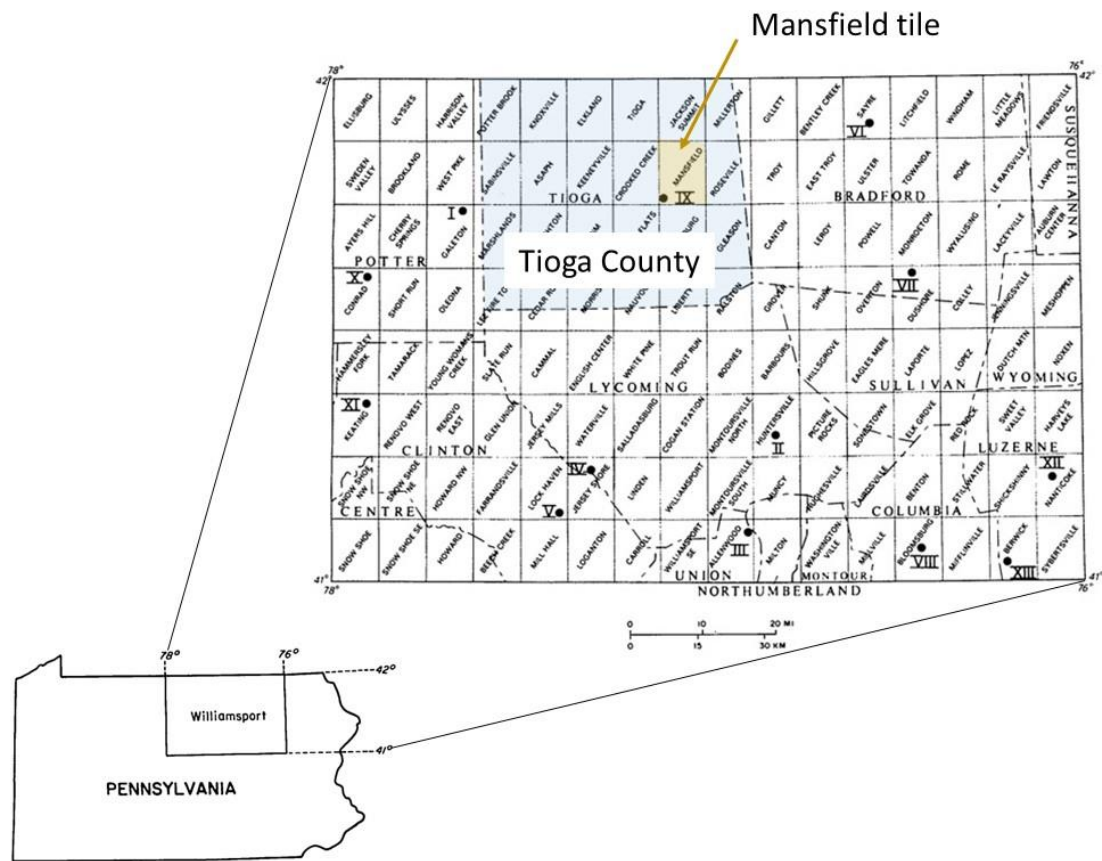 Mansfield tile
78°
76°
42°
42°
ELLISBURG
ULYSSES
HARRISON
VALLEY
POTTER BROOK
KNOXVILLE
ELKLAND
TIOGA
JACKSON
SUMMIT
MILLERSON
GILLETT
BENTLEY CREEK
SAYRE
VI
LITCHFIELD
WINDHAM
LITTLE
MEADOWS
FRIENDSVILLE
SUSQUEHANNA
SWEDEN
VALLEY
BROOKLAND
WEST PIKE
SABINSVILLE
ASAPH
KEENEYVILLE
CROOKED CREEK
MANSFIELD
ROSEVILLE
TROY
EAST TROY
ULSTER
TOWANDA
ROME
LE RAYSVILLE
LAWTON
TIOGA
IX
BRADFORD
AYERS HILL
CHERRY
SPRINGS
I
GALETON
MARSHLANDS
FLATS
GLEASON
CANTON
LEROY
POWELL
MONROETON
WYALUSING
LACEYVILLE
AUBURN
CENTER
POTTER
Tioga County
X
VII
CONRAD
SHORT RUN
OLEONA
MORRIS
NAUVOO
LIBERTY
RALSTON
GROVER
SHUNK
OVERTON
DUSHORE
COLLEY
JENNINGSVILLE
MESHOPPEN
HAMMERSLEY
FORK
TAMARACK
YOUNG WOMANS
CREEK
SLATE RUN
CAMMAL
ENGLISH CENTER
WHITE PINE
TROUT RUN
BODINES
BARBOURS
HILLSGROVE
EAGLES MERE
LAPORTE
LOPEZ
DUTCH MTN
NOXEN
LYCOMING
SULLIVAN
WYOMING
XI
KEATING
RENOVO WEST
RENOVO
EAST
GLEN UNION
JERSEY MILLS
WATERVILLE
SALLADASBURG
COGAN STATION
MONTOURSVILLE
NORTH
HUNTERSVILLE
II
PICTURE
ROCKS
SONESTOWN
ELK GROVE
RED ROCK
SWEET
VALLEY
HARVEYS
LAKE
CLINTON
LUZERNE
SNOW SHOE
NW
SNOW SHOE
NE
HOWARD NW
FARRANDSVILLE
LOCK HAVEN
V
IV
JERSEY SHORE
LINDEN
WILLIAMSPORT
MONTOURSVILLE
SOUTH
MUNCY
HUGHESVILLE
LAIRDSVILLE
BENTON
STILLWATER
SHICKSHINNY
XII
NANTICOKE
CENTRE
COLUMBIA
SNOW SHOE
SNOW SHOE SE
HOWARD
BEECH CREEK
MILL HALL
LOGANTON
CARROLL
WILLIAMSPORT
SE
ALLENWOOD
III
MILTON
WASHINGTON-
VILLE
MILLVILLE
BLOOMSBURG
VIII
MIFFLINVILLE
BERWICK
XIII
SYBERTSVILLE
41°
41°
UNION
MONTOUR
78°
76°
NORTHUMBERLAND
0 10 20 MI
0 15 30 KM
78°
76°
42°
Williamsport
41°
PENNSYLVANIA